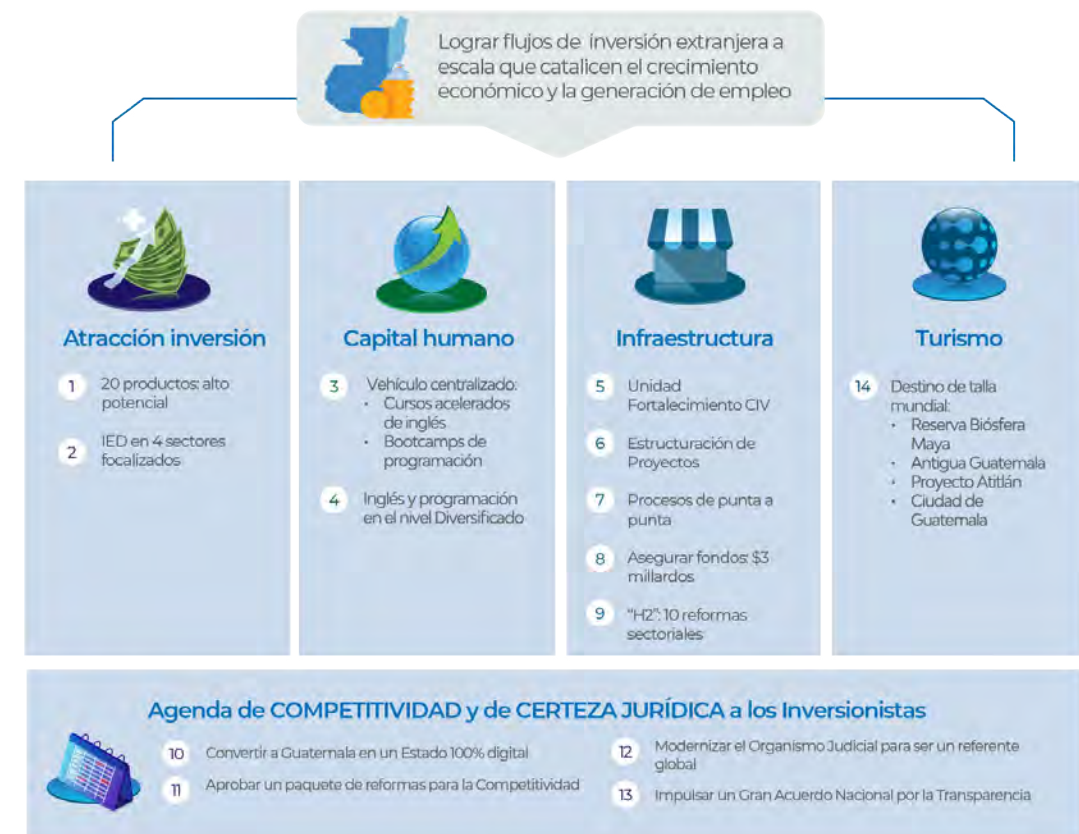 Lograr flujos de inversión extranjera a
escala que catalicen el crecimiento
económico y la generación de empleo
Atracción inversión
1 20 productos: alto
potencial
2 IED en 4 sectores
focalizados
Capital humano
3 Vehículo centralizado:
• Cursos acelerados
de inglés
• Bootcamps de
programación
4 Inglés y programación
en el nivel Diversificado
Infraestructura
5 Unidad
Fortalecimiento CIV
6 Estructuración de
Proyectos
7 Procesos de punta a
punta
8 Asegurar fondos: $3
millardos
9 "H2": 10 reformas
sectoriales
Turismo
14 Destino de talla
mundial:
• Reserva Biósfera
Maya
• Antigua Guatemala
• Proyecto Atitlán
• Ciudad de
Guatemala
Agenda de COMPETITIVIDAD y de CERTEZA JURÍDICA a los Inversionistas
10 Convertir a Guatemala en un Estado 100% digital
11 Aprobar un paquete de reformas para la Competitividad
12 Modernizar el Organismo Judicial para ser un referente
global
13 Impulsar un Gran Acuerdo Nacional por la Transparencia